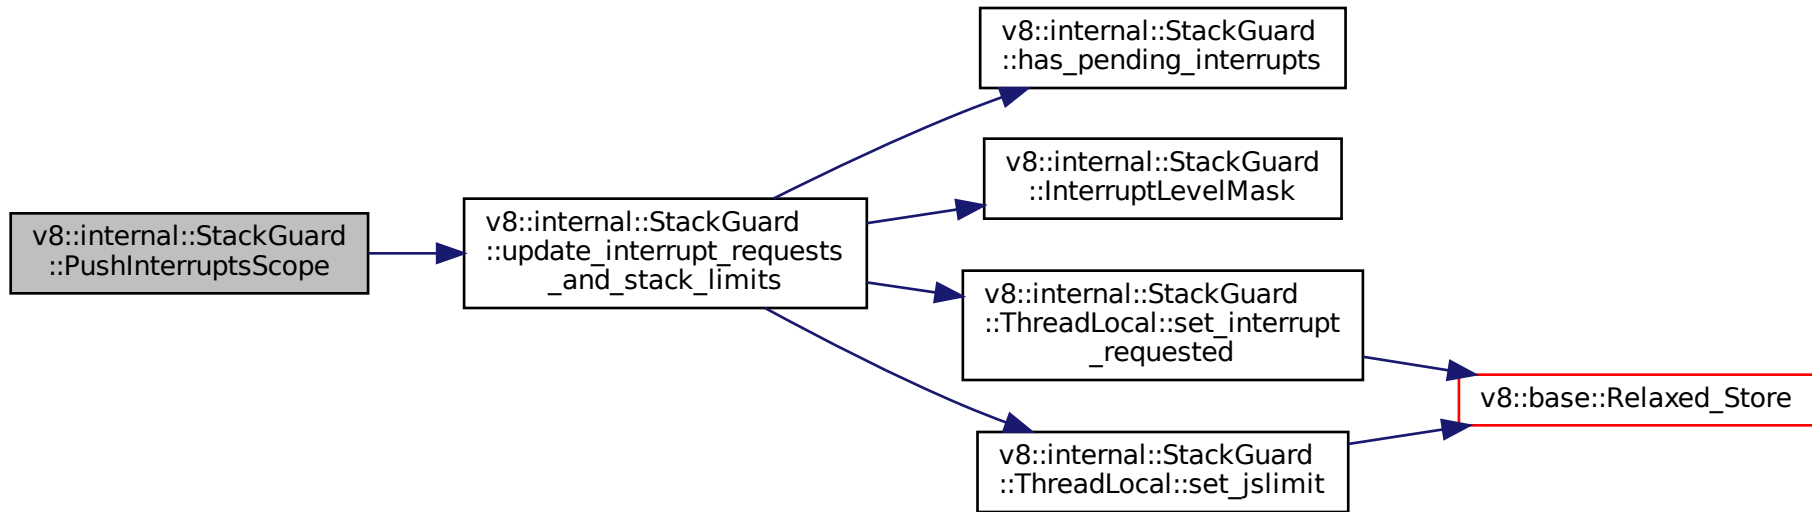 v8::internal::StackGuard
::PushInterruptsScope
v8::internal::StackGuard
::update_interrupt_requests
_and_stack_limits
v8::internal::StackGuard
::has_pending_interrupts
v8::internal::StackGuard
::InterruptLevelMask
v8::internal::StackGuard
::ThreadLocal::set_interrupt
_requested
v8::internal::StackGuard
::ThreadLocal::set_jslimit
v8::base::Relaxed_Store